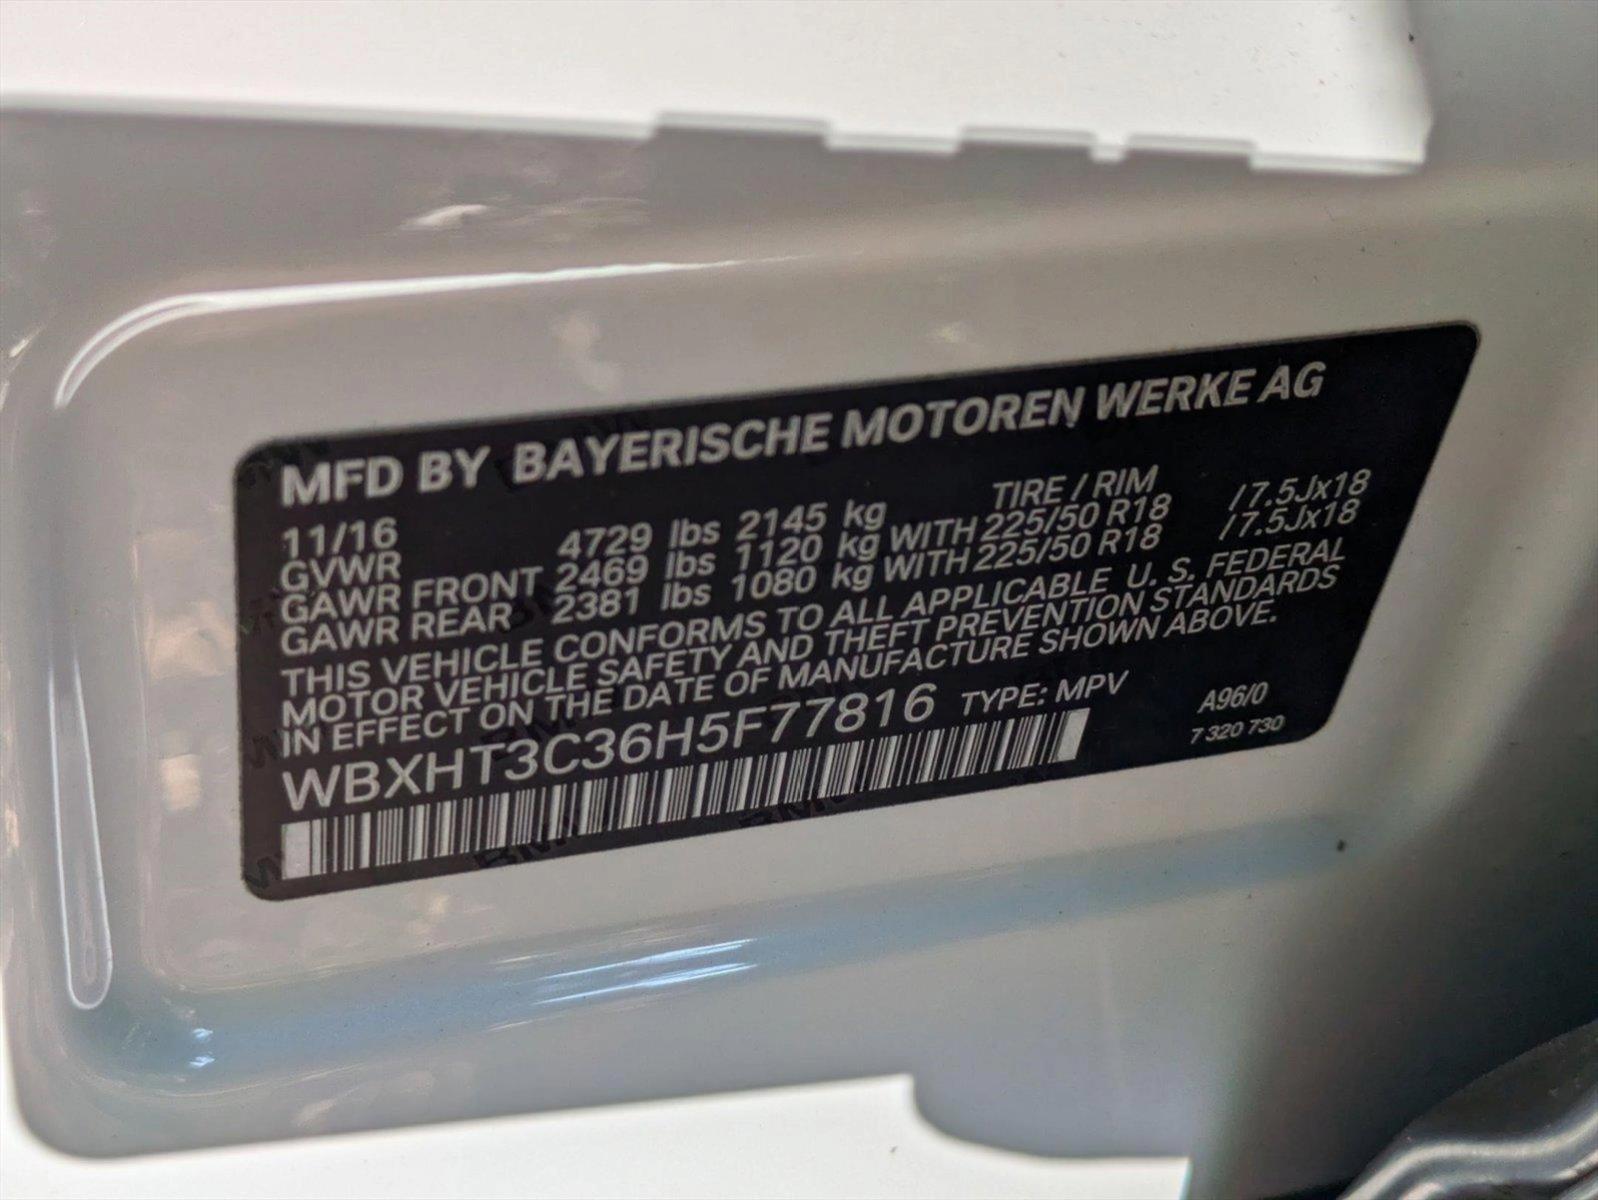 MFD BY BAYERISCHE MOTOREN WERKE AG
11/16 TIRE / RIM
GVWR 4729 lbs 2145 kg
GAWR FRONT 2469 lbs 1120 kg WITH 225/50 R18 /7.5Jx18
GAWR REAR 2381 lbs 1080 kg WITH 225/50 R18 /7.5Jx18
THIS VEHICLE CONFORMS TO ALL APPLICABLE U. S. FEDERAL
MOTOR VEHICLE SAFETY AND THEFT PREVENTION STANDARDS
IN EFFECT ON THE DATE OF MANUFACTURE SHOWN ABOVE.
WBXHT3C36H5F77816 TYPE: MPV A96/0
7 320 730